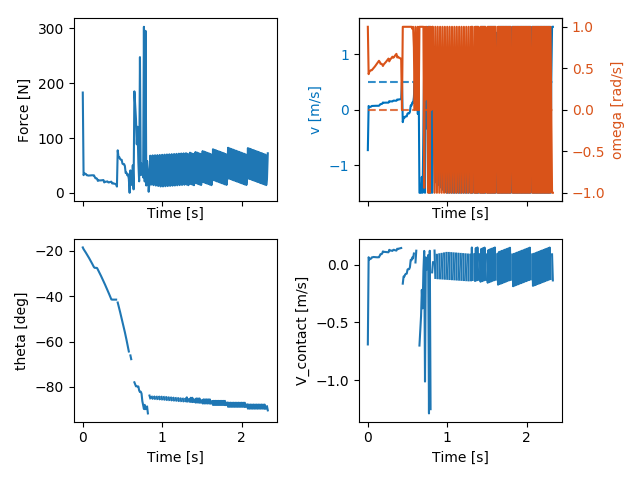 300
200
100
0
Force [N]
Time [s]
1
0
−1
v [m/s]
1.0
0.5
0.0
−0.5
−1.0
omega [rad/s]
Time [s]
−20
−40
−60
−80
theta [deg]
0
1
2
Time [s]
0.0
−0.5
−1.0
V_contact [m/s]
0
1
2
Time [s]